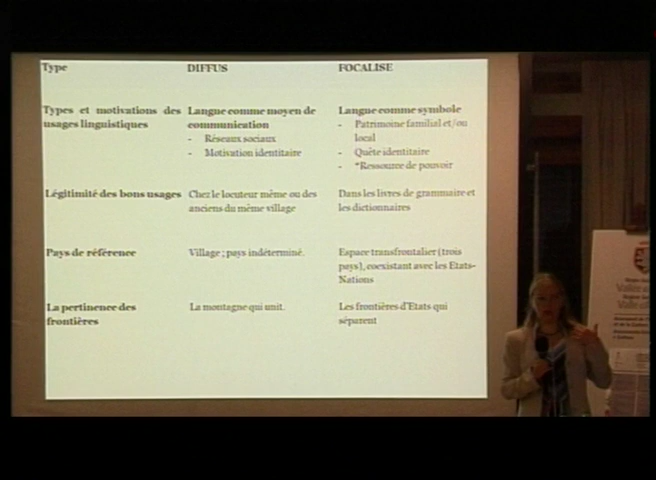 Type DIFFUS FOCALISE
Types et motivations des usages linguistiques
Langue comme moyen de communication
- Réseaux sociaux
- Motivation identitaire
Langue comme symbole
- Patrimoine familial et/ou local
- Quête identitaire
- *Ressource de pouvoir
Légitimité des bons usages
Chez le locuteur même ou des anciens du même village
Dans les livres de grammaire et les dictionnaires
Pays de référence
Village ; pays indéterminé.
Espace transfrontalier (trois pays), coexistant avec les Etats-Nations
La pertinence des frontières
La montagne qui unit.
Les frontières d'Etats qui séparent